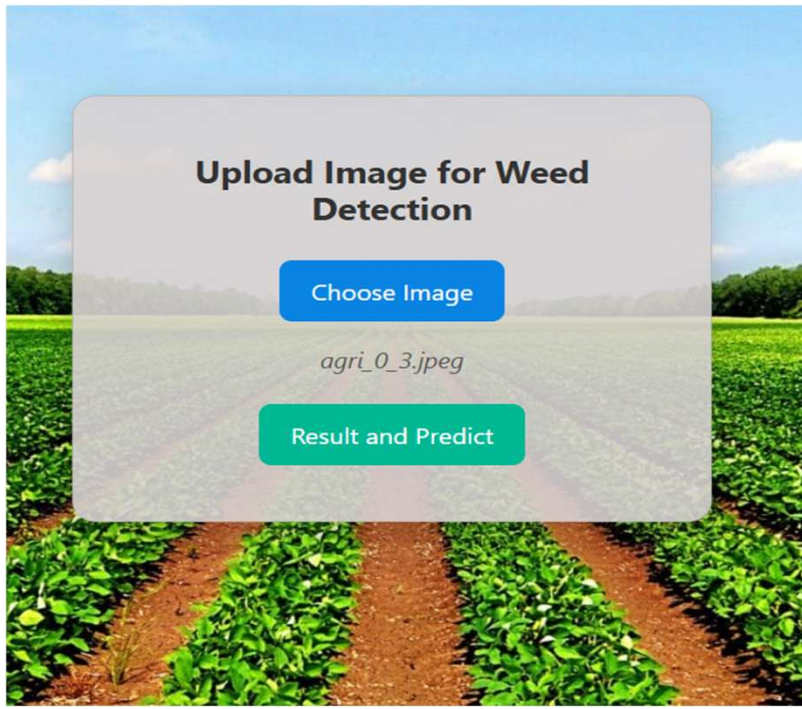 Upload Image for Weed
Detection
Choose Image
agri_0_3.jpeg
Result and Predict